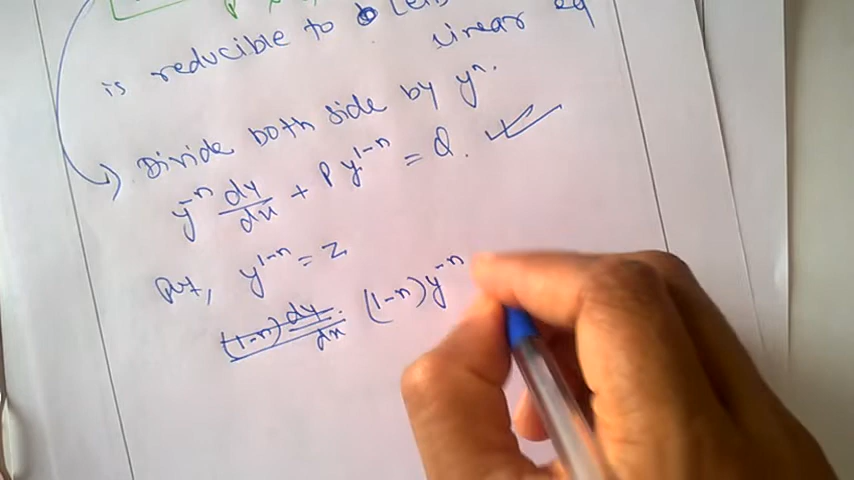 is reducible to
linear eq
Divide both side by yⁿ.
y⁻ⁿ dy/dx + P y¹⁻ⁿ = Q.
Put, y¹⁻ⁿ = z
(1-n) dy/dx. (1-n) y⁻ⁿ